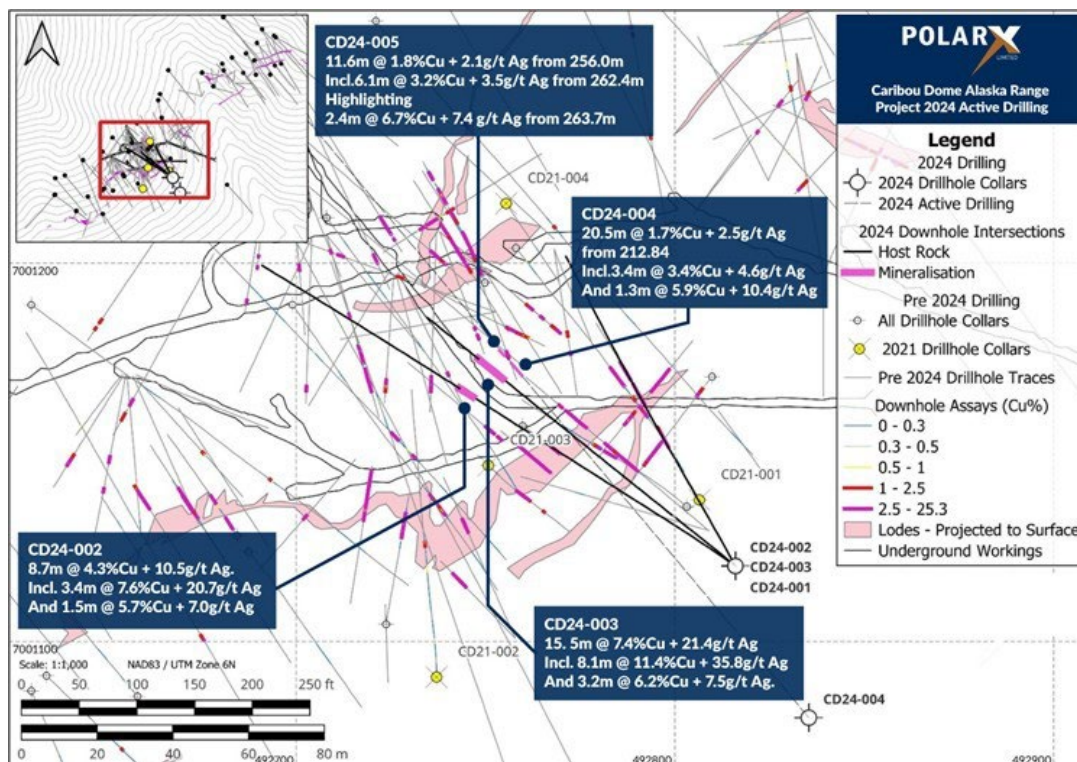 CD24-005
11.6m @ 1.8%Cu + 2.1g/t Ag from 256.0m
Incl.6.1m @ 3.2%Cu + 3.5g/t Ag from 262.4m
Highlighting
2.4m @ 6.7%Cu + 7.4 g/t Ag from 263.7m
POLARX
LIMITED
Caribou Dome Alaska Range
Project 2024 Active Drilling
Legend
2024 Drilling
2024 Drillhole Collars
2024 Active Drilling
2024 Downhole Intersections
Host Rock
Mineralisation
Pre 2024 Drilling
All Drillhole Collars
2021 Drillhole Collars
Pre 2024 Drillhole Traces
Downhole Assays (Cu%)
0 - 0.3
0.3 - 0.5
0.5 - 1
1 - 2.5
2.5 - 25.3
Lodes - Projected to Surface
Underground Workings
CD21-004
CD24-004
20.5m @ 1.7%Cu + 2.5g/t Ag
from 212.84
Incl.3.4m @ 3.4%Cu + 4.6g/t Ag
And 1.3m @ 5.9%Cu + 10.4g/t Ag
7001200
CD21-003
CD21-001
CD24-002
8.7m @ 4.3%Cu + 10.5g/t Ag.
Incl. 3.4m @ 7.6%Cu + 20.7g/t Ag
And 1.5m @ 5.7%Cu + 7.0g/t Ag
CD24-002
CD24-003
CD24-001
CD24-003
15. 5m @ 7.4%Cu + 21.4g/t Ag
Incl. 8.1m @ 11.4%Cu + 35.8g/t Ag
And 3.2m @ 6.2%Cu + 7.5g/t Ag.
7001100
CD21-002
Scale: 1:1,000 NAD83 / UTM Zone 6N
0 50 100 150 200 250 ft
0 20 40 60 80 m
CD24-004
492700
492800
492900